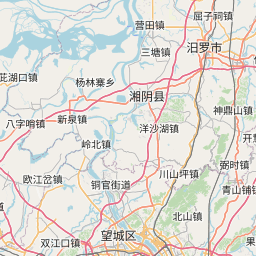 营田镇
屈子祠镇
三塘镇
汨罗市
芘湖口镇
杨林寨乡
湘阴县
神鼎山镇
八字哨镇
新泉镇
洋沙湖镇
岭北镇
弼时镇
川山坪镇
欧江岔镇
铜官街道
青山铺镇
北山镇
望城区
双江口镇